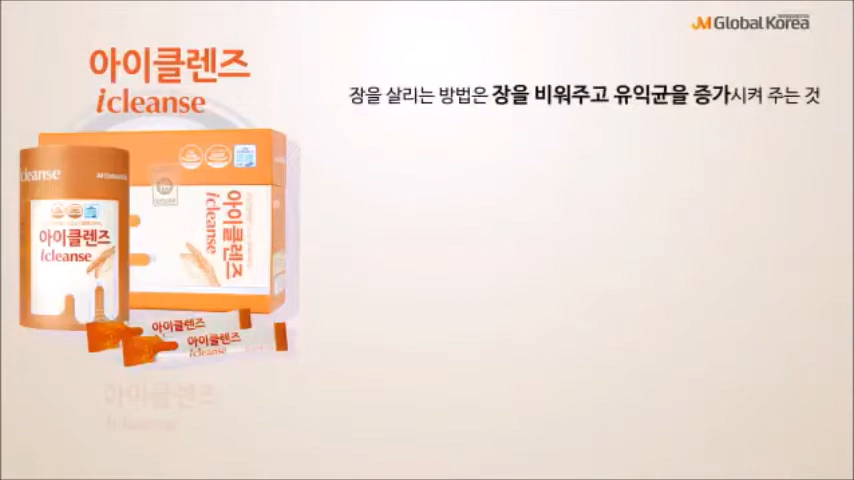 JM Global Korea
아이클렌즈
icleanse
장을 살리는 방법은 장을 비워주고 유익균을 증가시켜 주는 것
cleanse
아이클렌즈
icleanse
아이클렌즈
icleanse
아이클렌즈
아이클렌즈
icleanse
아이클렌즈